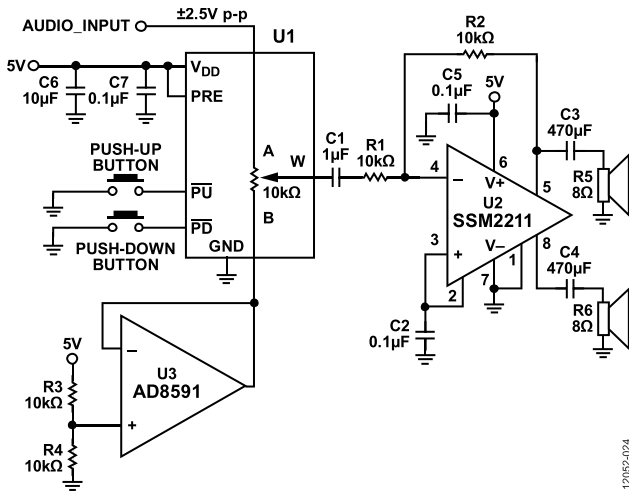 AUDIO_INPUT
±2.5V p-p
U1
5V
C6
10µF
C7
0.1µF
V_DD
PRE
PUSH-UP
BUTTON
PU
PD
PUSH-DOWN
BUTTON
GND
A
W
10kΩ
B
C1
1µF
R1
10kΩ
R2
10kΩ
C5
0.1µF
5V
4
–
6
V+
U2
SSM2211
5
C3
470µF
R5
8Ω
3
+
V–
2
7
1
8
C4
470µF
R6
8Ω
C2
0.1µF
–
U3
AD8591
+
5V
R3
10kΩ
R4
10kΩ
12052-024